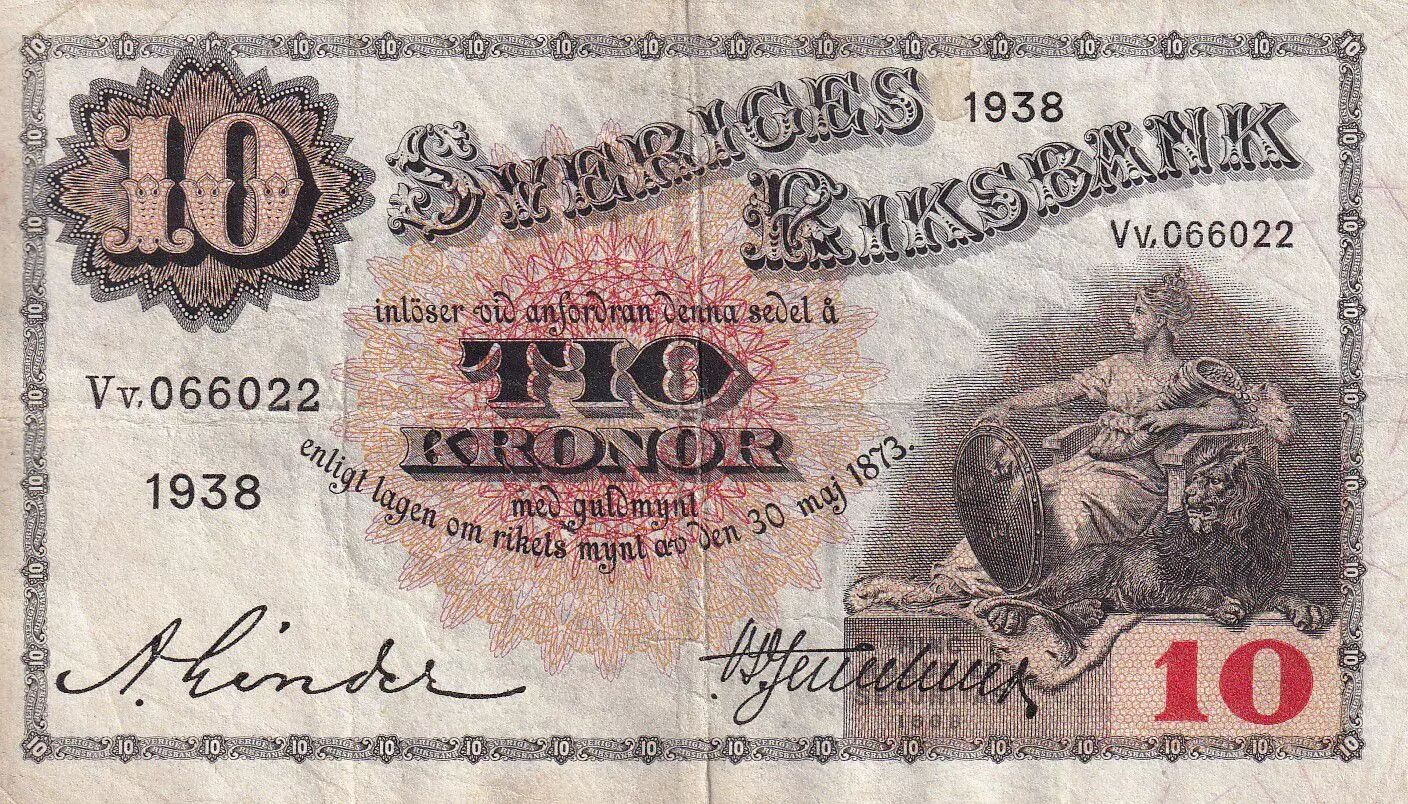 10
SVERIGES
1938
RIKSBANK
Vv,066022
inlöser vid anfordran denna sedel å
TIO
Vv,066022
KRONOR
1938
med guldmynt
enligt lagen om rikets mynt av den 30 maj 1873.
A Linder
10